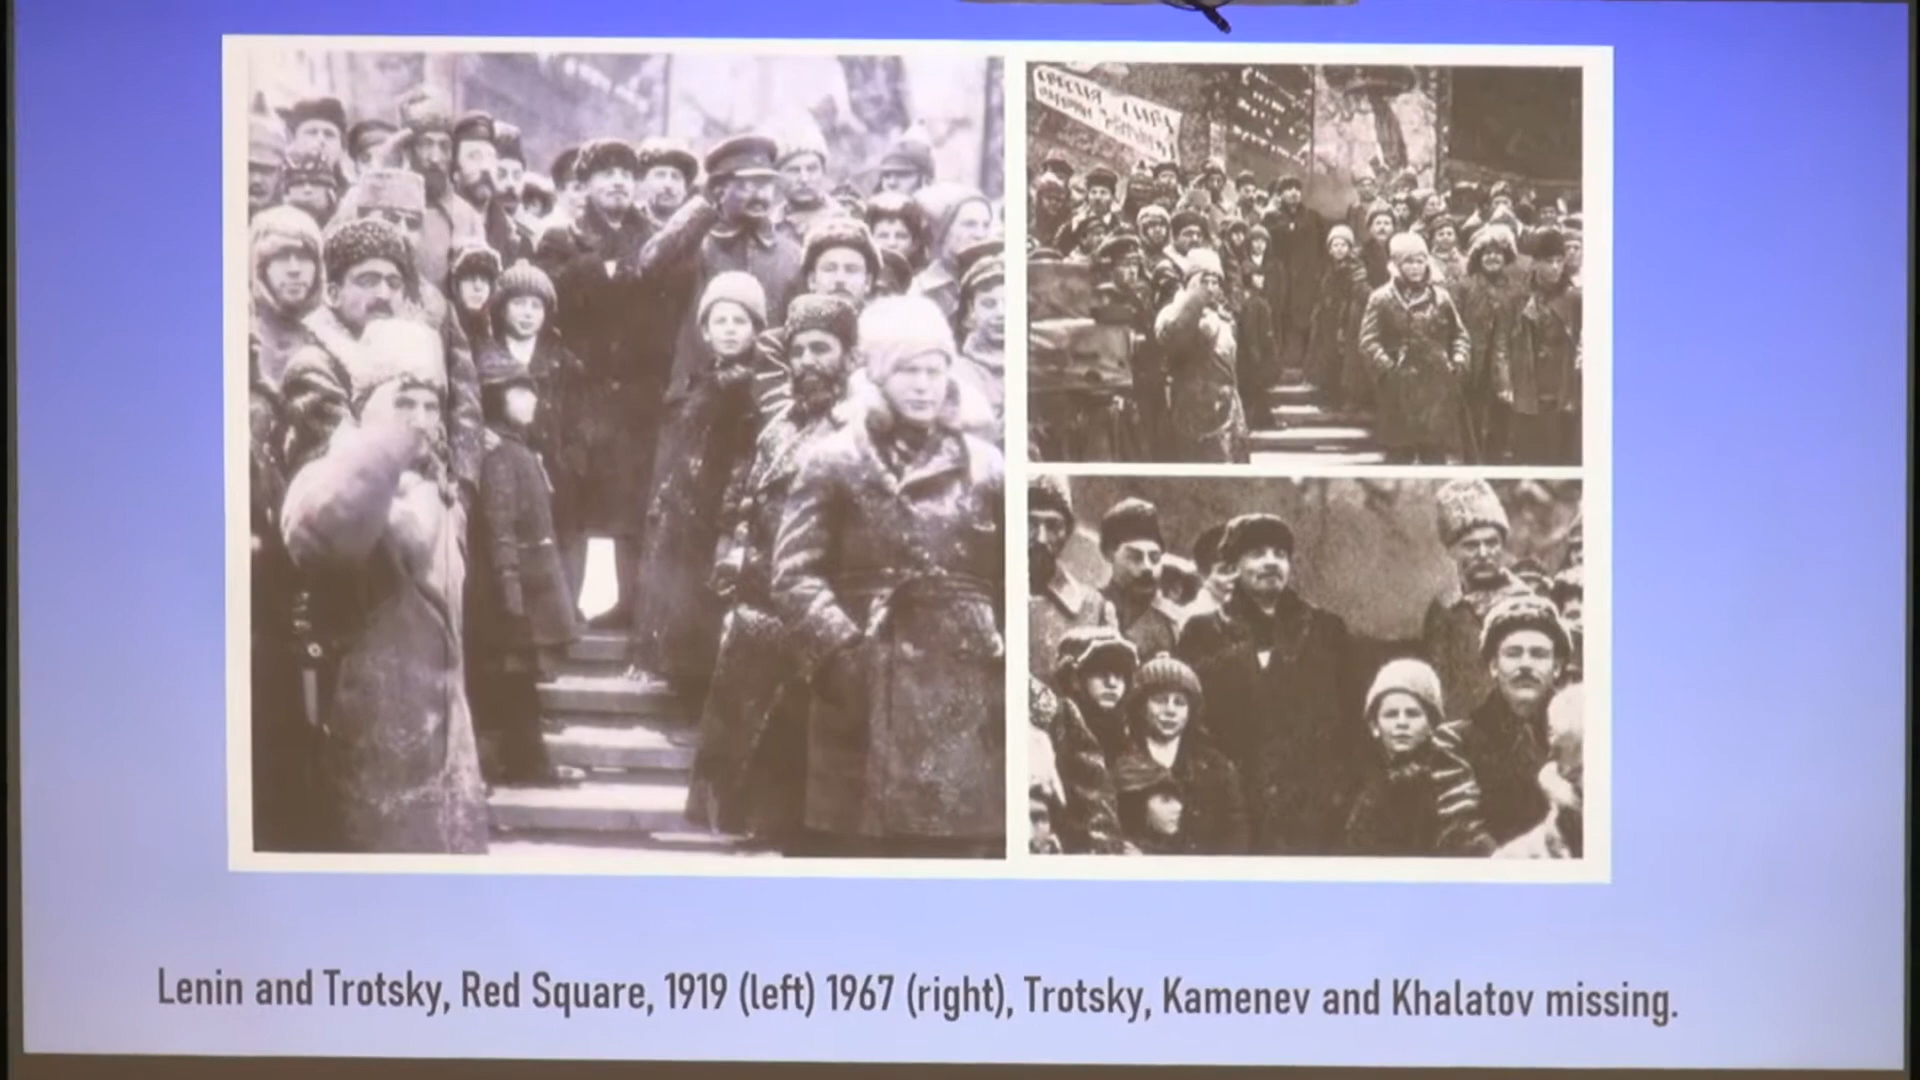 Lenin and Trotsky, Red Square, 1919 (left) 1967 (right), Trotsky, Kamenev and Khalatov missing.